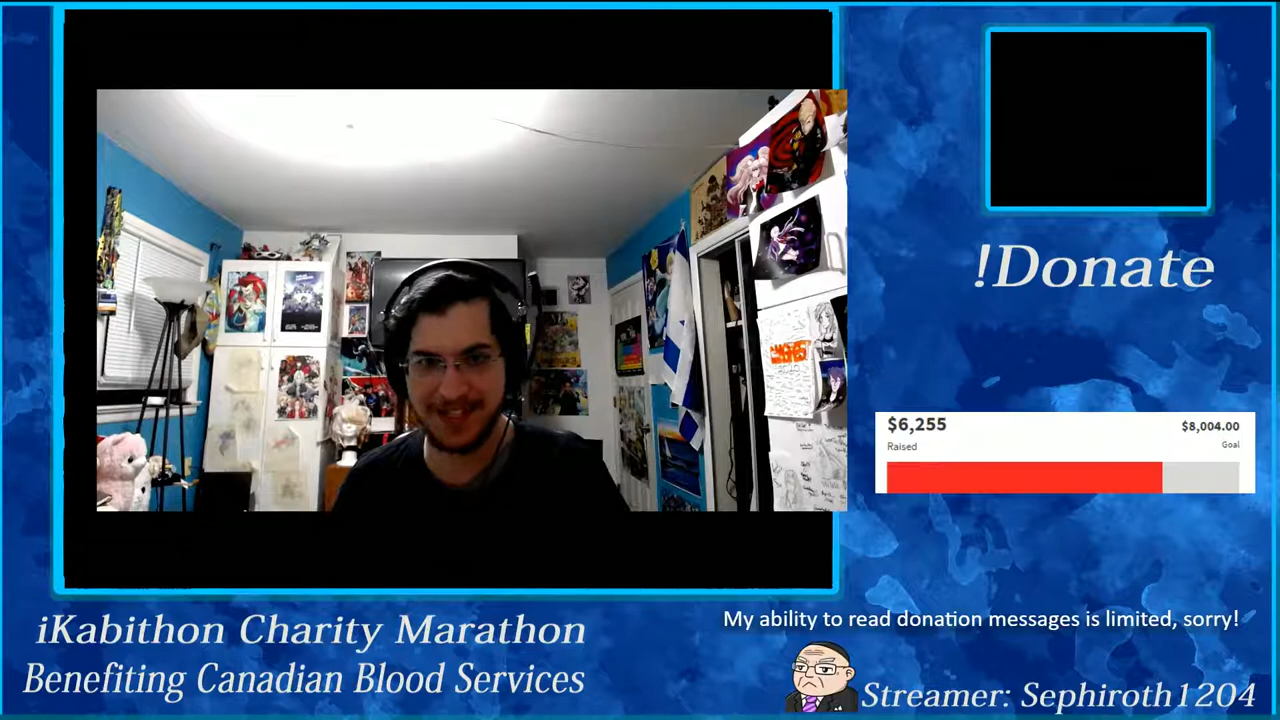 !Donate
$6,255
$8,004.00
Raised
Goal
My ability to read donation messages is limited, sorry!
iKabithon Charity Marathon
Benefiting Canadian Blood Services
Streamer: Sephiroth1204